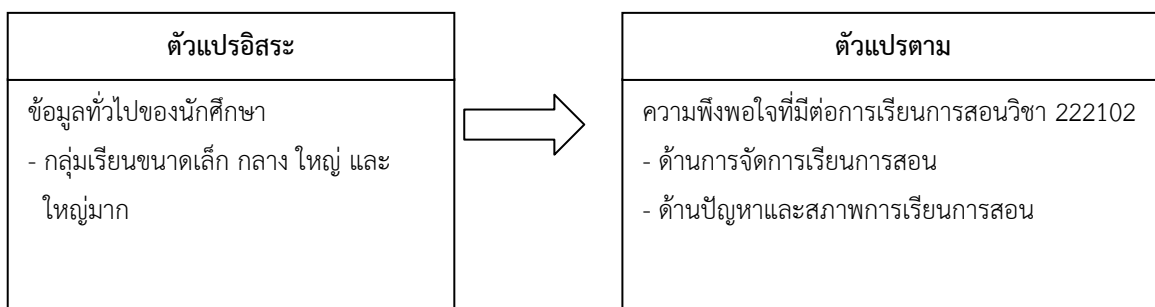 ตัวแปรอิสระ
ข้อมูลทั่วไปของนักศึกษา
- กลุ่มเรียนขนาดเล็ก กลาง ใหญ่ และ
ใหญ่มาก
ตัวแปรตาม
ความพึงพอใจที่มีต่อการเรียนการสอนวิชา 222102
- ด้านการจัดการเรียนการสอน
- ด้านปัญหาและสภาพการเรียนการสอน